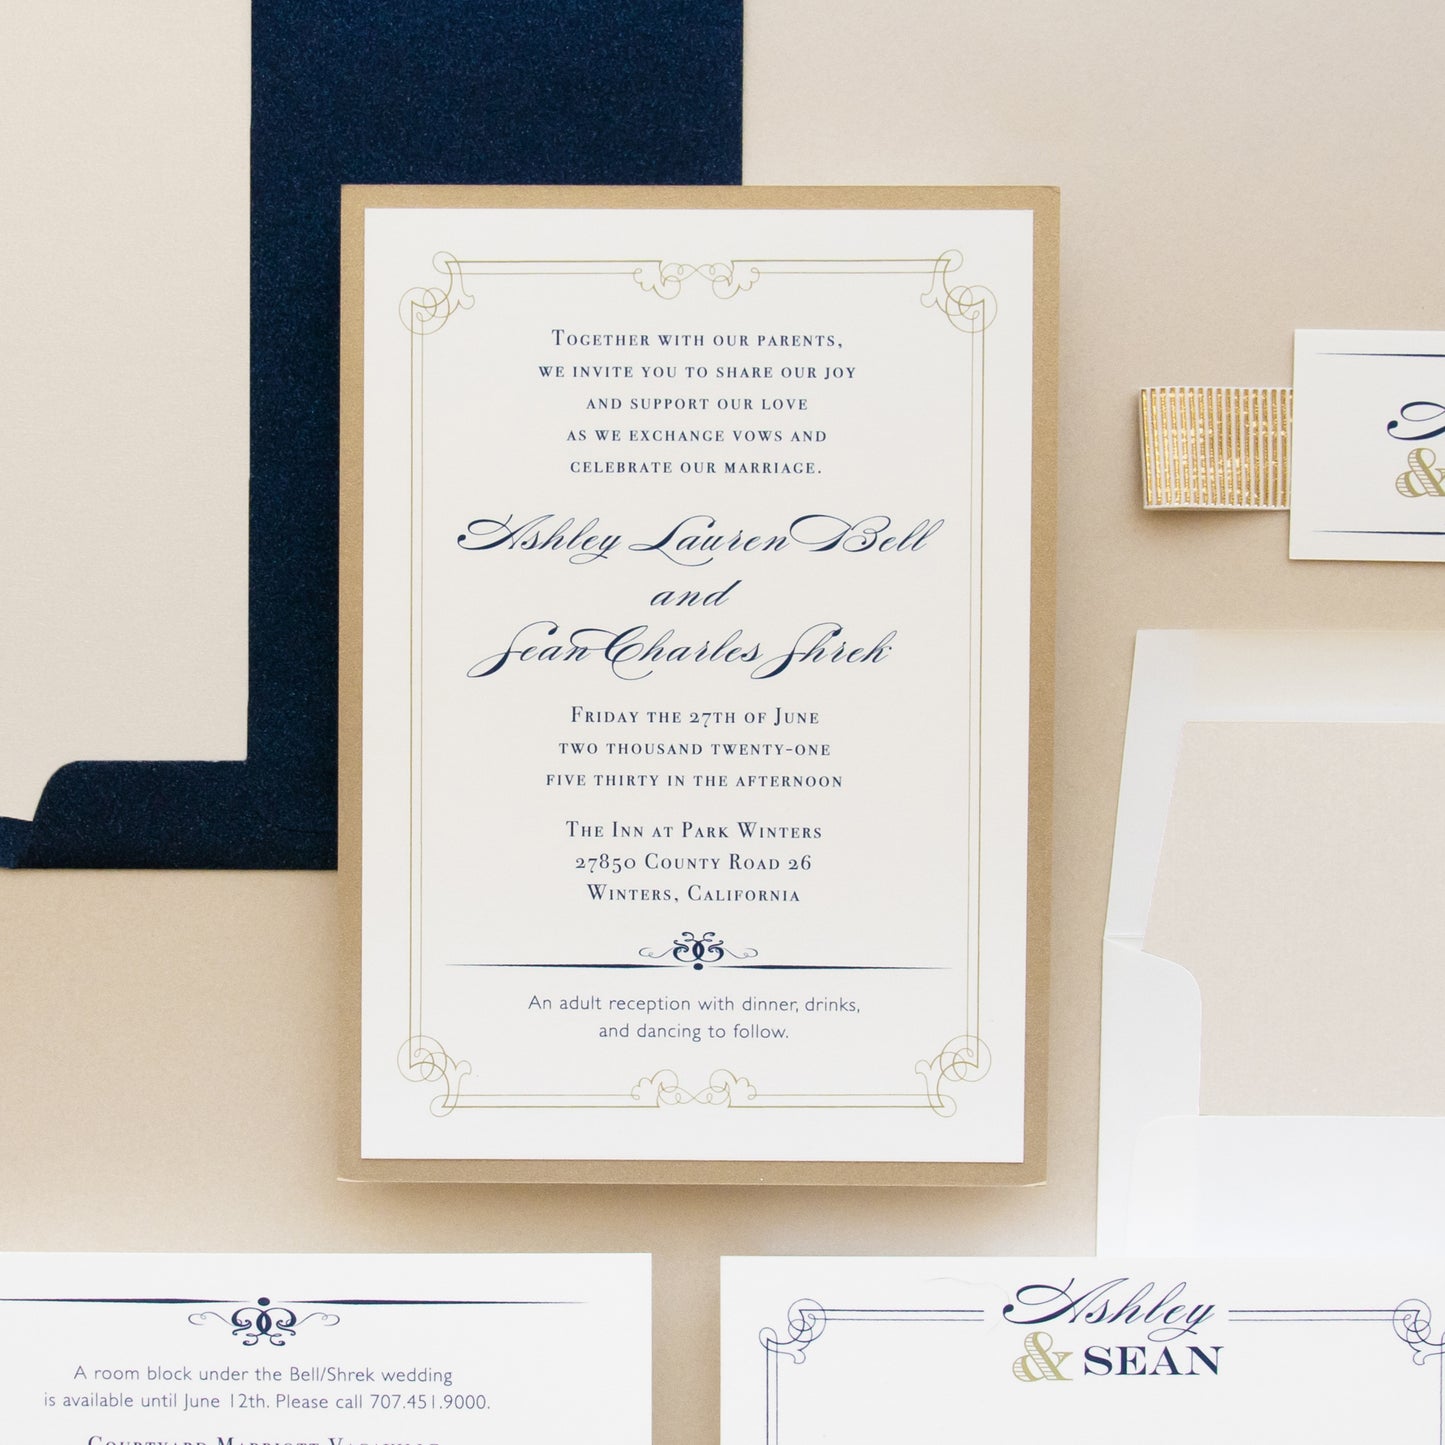 Together with our parents,
we invite you to share our joy
and support our love
as we exchange vows and
celebrate our marriage.
Ashley Lauren Bell
and
Sean Charles Shrek
Friday the 27th of June
two thousand twenty-one
five thirty in the afternoon
The Inn at Park Winters
27850 County Road 26
Winters, California
An adult reception with dinner, drinks,
and dancing to follow.
&
A room block under the Bell/Shrek wedding
is available until June 12th. Please call 707.451.9000.
Courtyard Marriott Vacaville
Ashley
& SEAN